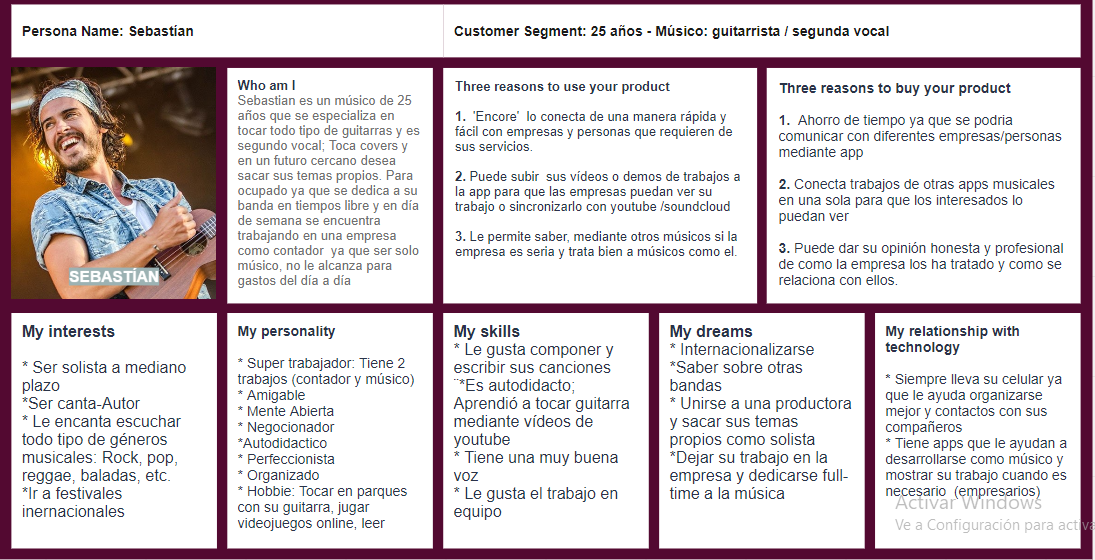 Persona Name: Sebastían
Customer Segment: 25 años - Músico: guitarrista / segunda vocal
SEBASTÍAN
Who am I
Sebastian es un músico de 25
años que se especializa en
tocar todo tipo de guitarras y es
segundo vocal; Toca covers y
en un futuro cercano desea
sacar sus temas propios. Para
ocupado ya que se dedica a su
banda en tiempos libre y en día
de semana se encuentra
trabajando en una empresa
como contador  ya que ser solo
músico, no le alcanza para
gastos del día a día
Three reasons to use your product
1.  'Encore'  lo conecta de una manera rápida y
fácil con empresas y personas que requieren de
sus servicios.
2. Puede subir  sus vídeos o demos de trabajos a
la app para que las empresas puedan ver su
trabajo o sincronizarlo con youtube /soundcloud
3. Le permite saber, mediante otros músicos si la
empresa es seria y trata bien a músicos como el.
Three reasons to buy your product
1.  Ahorro de tiempo ya que se podria
comunicar con diferentes empresas/personas
mediante app
2. Conecta trabajos de otras apps musicales
en una sola para que los interesados lo
puedan ver
3. Puede dar su opinión honesta y profesional
de como la empresa los ha tratado y como se
relaciona con ellos.
My interests
* Ser solista a mediano
plazo
*Ser canta-Autor
* Le encanta escuchar
todo tipo de géneros
musicales: Rock, pop,
reggae, baladas, etc.
*Ir a festivales
inernacionales
My personality
* Super trabajador: Tiene 2
trabajos (contador y músico)
* Amigable
* Mente Abierta
* Negocionador
*Autodidactico
* Perfeccionista
* Organizado
* Hobbie: Tocar en parques
con su guitarra, jugar
videojuegos online, leer
My skills
* Le gusta componer y
escribir sus canciones
¨*Es autodidacto;
Aprendió a tocar guitarra
mediante vídeos de
youtube
* Tiene una muy buena
voz
* Le gusta el trabajo en
equipo
My dreams
* Internacionalizarse
*Saber sobre otras
bandas
* Unirse a una productora
y sacar sus temas
propios como solista
*Dejar su trabajo en la
empresa y dedicarse full-
time a la música
My relationship with
technology
* Siempre lleva su celular ya
que le ayuda organizarse
mejor y contactos con sus
compañeros
* Tiene apps que le ayudan a
desarrollarse como músico y
mostrar su trabajo cuando es
necesario  (empresarios)
Activar Windows
Ve a Configuración para activa